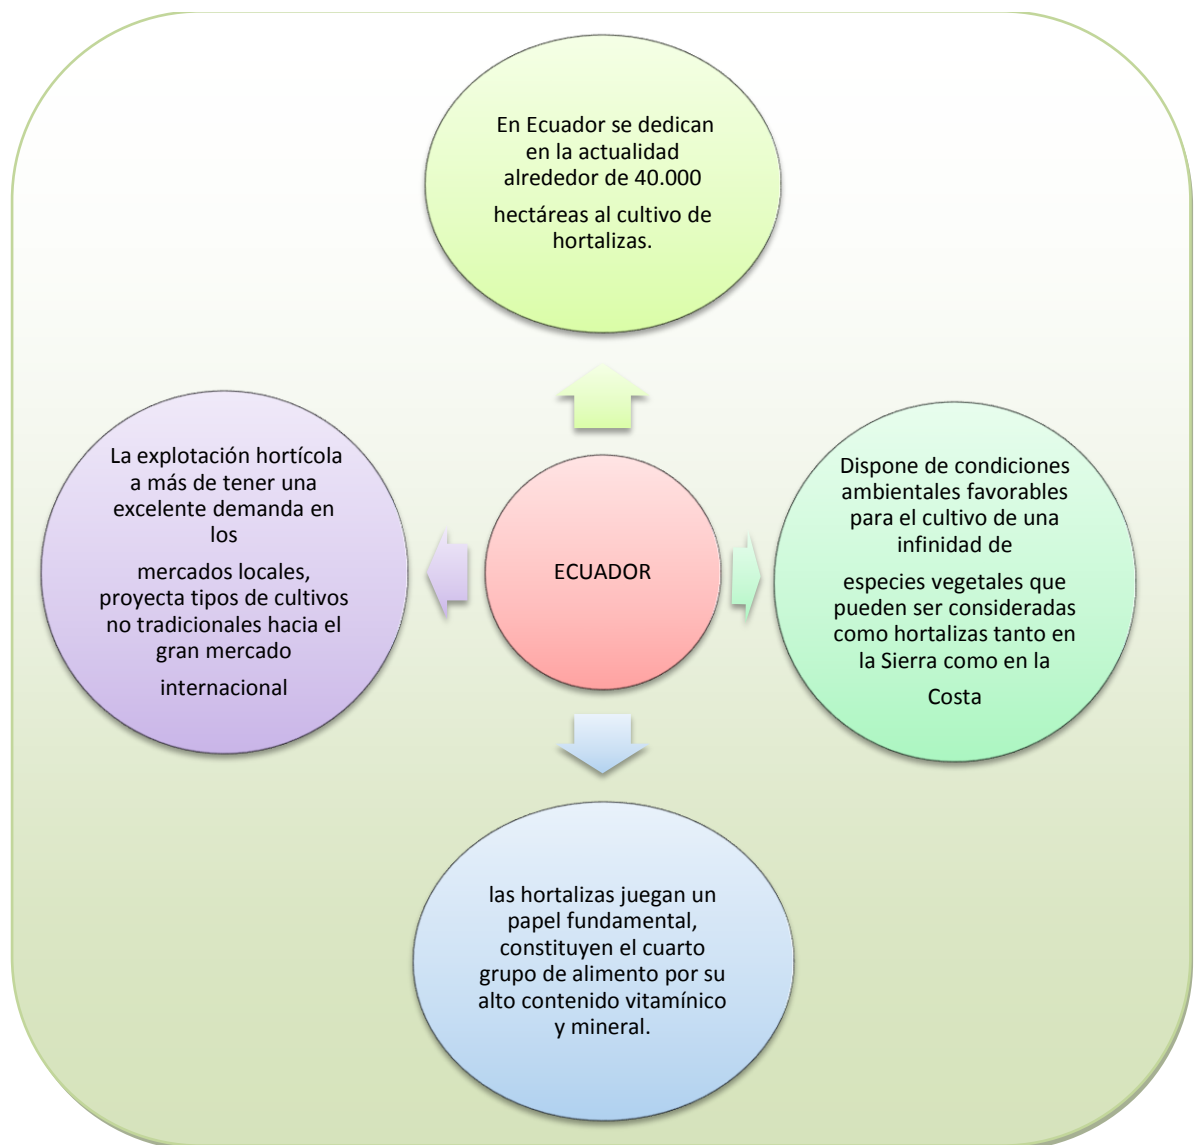 En Ecuador se dedican
en la actualidad
alrededor de 40.000
hectáreas al cultivo de
hortalizas.
La explotación hortícola
a más de tener una
excelente demanda en
los
mercados locales,
proyecta tipos de cultivos
no tradicionales hacia el
gran mercado
internacional
ECUADOR
Dispone de condiciones
ambientales favorables
para el cultivo de una
infinidad de
especies vegetales que
pueden ser consideradas
como hortalizas tanto en
la Sierra como en la
Costa
las hortalizas juegan un
papel fundamental,
constituyen el cuarto
grupo de alimento por su
alto contenido vitamínico
y mineral.